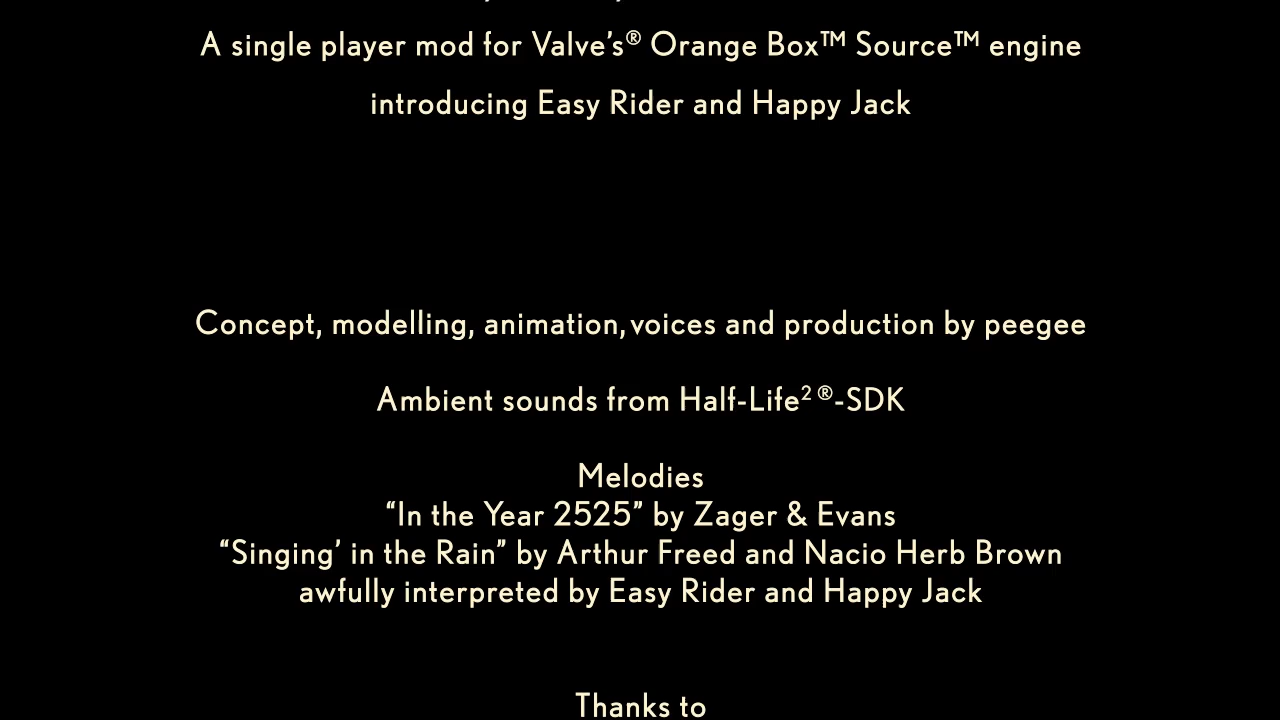 A single player mod for Valve’s® Orange Box™ Source™ engine
introducing Easy Rider and Happy Jack
Concept, modelling, animation, voices and production by peegee
Ambient sounds from Half-Life² ®-SDK
Melodies
“In the Year 2525” by Zager & Evans
“Singing’ in the Rain” by Arthur Freed and Nacio Herb Brown
awfully interpreted by Easy Rider and Happy Jack
Thanks to